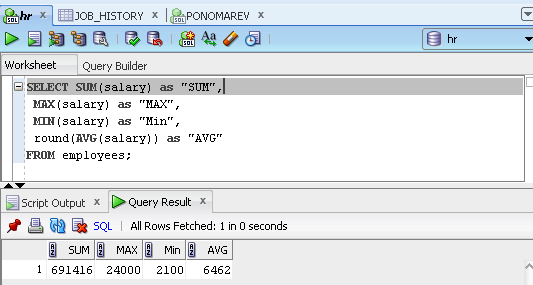 hr JOB_HISTORY PONOMAREV
hr
Worksheet Query Builder
SELECT SUM(salary) as "SUM",
MAX(salary) as "MAX",
MIN(salary) as "Min",
round(AVG(salary)) as "AVG"
FROM employees;
Script Output Query Result
SQL | All Rows Fetched: 1 in 0 seconds
SUM MAX Min AVG
1 691416 24000 2100 6462